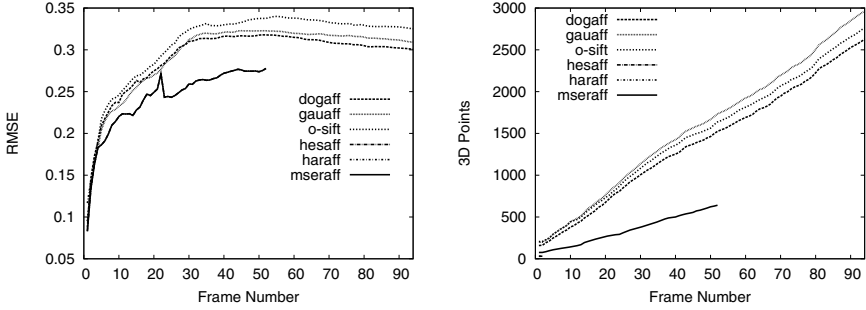 0.35
0.3
0.25
0.2
0.15
0.1
0.05
RMSE
0 10 20 30 40 50 60 70 80 90
Frame Number
dogaff
gauaff
o-sift
hesaff
haraff
mseraff
3000
2500
2000
1500
1000
500
0
3D Points
0 10 20 30 40 50 60 70 80 90
Frame Number
dogaff
gauaff
o-sift
hesaff
haraff
mseraff